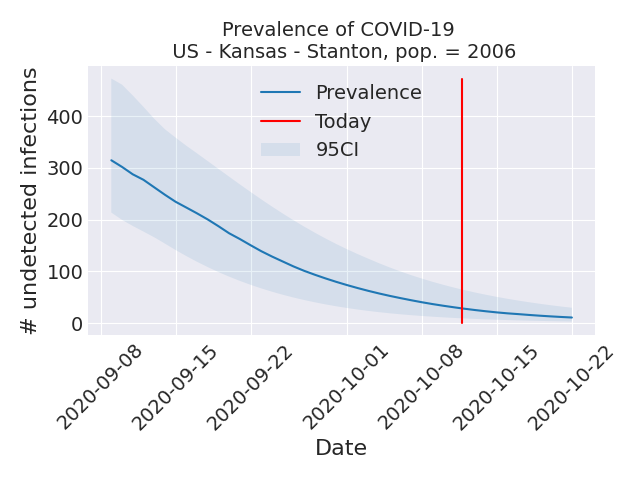 Prevalence of COVID-19
US - Kansas - Stanton, pop. = 2006
# undetected infections
400
300
200
100
0
Prevalence
Today
95CI
2020-09-08
2020-09-15
2020-09-22
2020-10-01
2020-10-08
2020-10-15
2020-10-22
Date